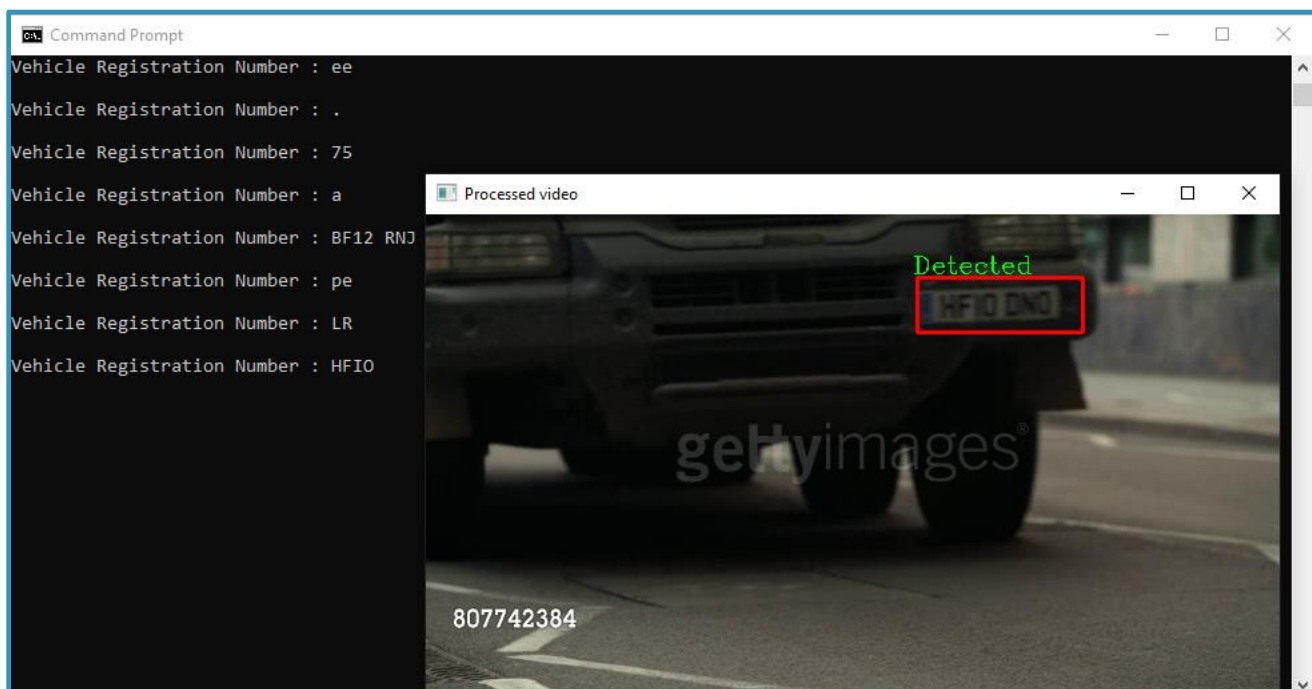 Command Prompt
Vehicle Registration Number : ee
Vehicle Registration Number : .
Vehicle Registration Number : 75
Vehicle Registration Number : a
Vehicle Registration Number : BF12 RNJ
Vehicle Registration Number : pe
Vehicle Registration Number : LR
Vehicle Registration Number : HFIO
Processed video
Detected
HF10 DNO
gettyimages®
807742384